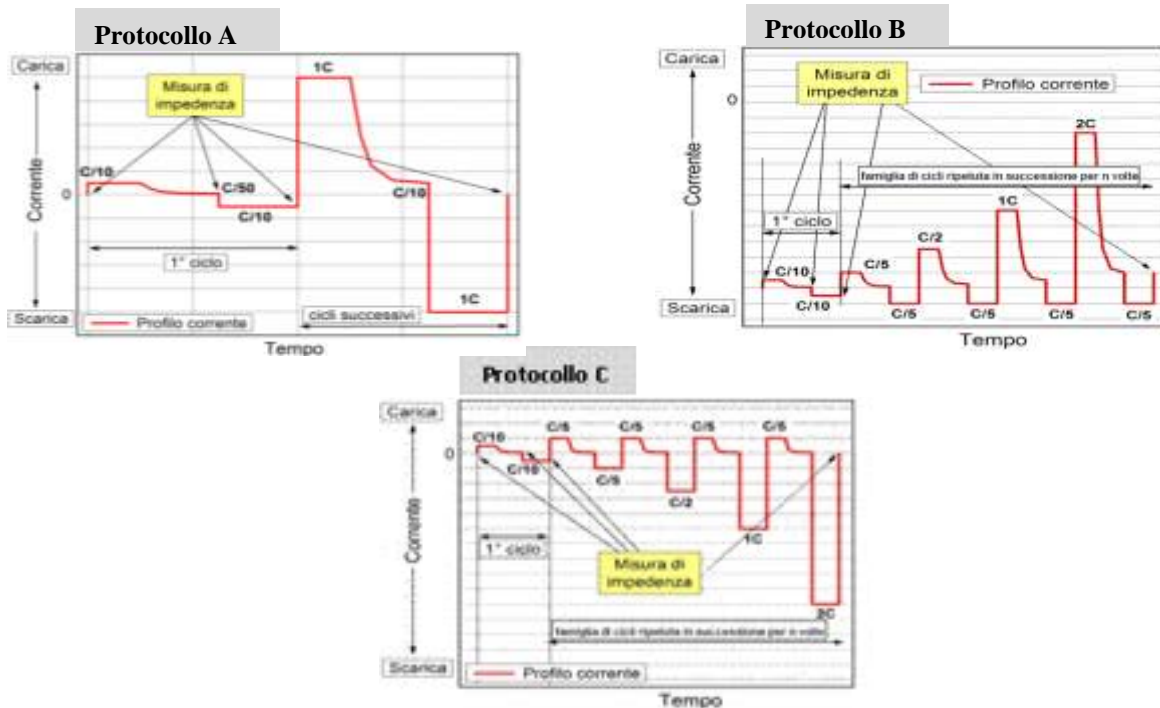 Protocollo A
Carica
1C
Misura di
impedenza
C/10
0
C/50
C/10
C/10
Corrente
1° ciclo
1C
Scarica
Profilo corrente
cicli successivi
Tempo
Protocollo B
Carica
Misura di
impedenza
Profilo corrente
0
2C
famiglia di cicli ripetuta in successione per n volte
Corrente
1C
1° ciclo
C/2
C/10
C/5
C/10
Scarica
C/5
C/5
C/5
C/5
Tempo
Protocollo C
Carica
C/10
C/5
C/5
C/5
C/5
0
C/10
C/5
C/2
Corrente
1C
1° ciclo
Misura di
impedenza
2C
famiglia di cicli ripetuta in successione per n volte
Scarica
Profilo corrente
Tempo